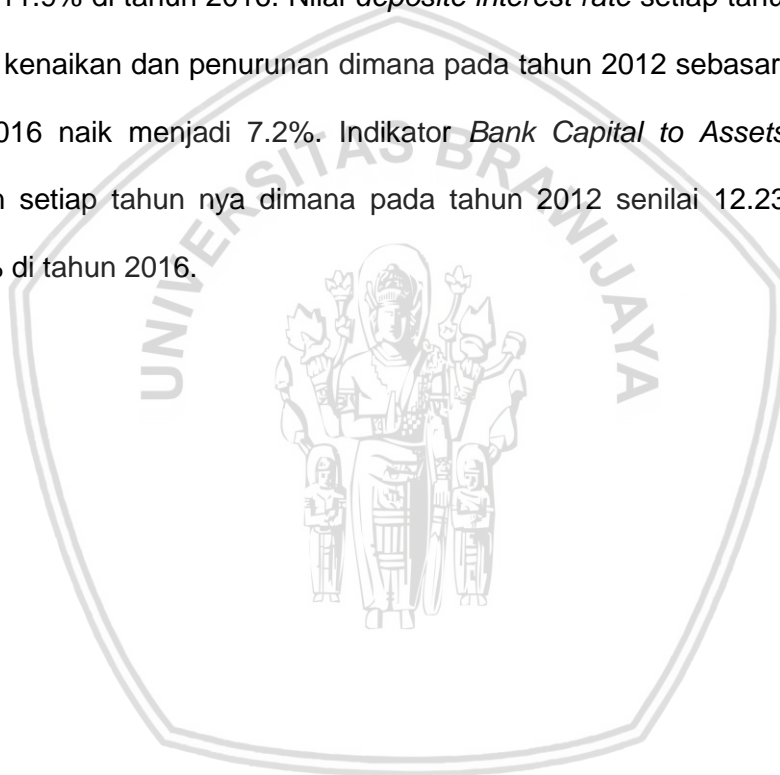 11.9% di tahun 2016. Nilai deposite interest rate setiap
kenaikan dan penurunan dimana pada tahun 2012 sebasar
016 naik menjadi 7.2%. Indikator Bank Capital to Assets
setiap tahun nya dimana pada tahun 2012 senilai 12.23
di tahun 2016.
UNIVERSITAS BRAWIJAYA